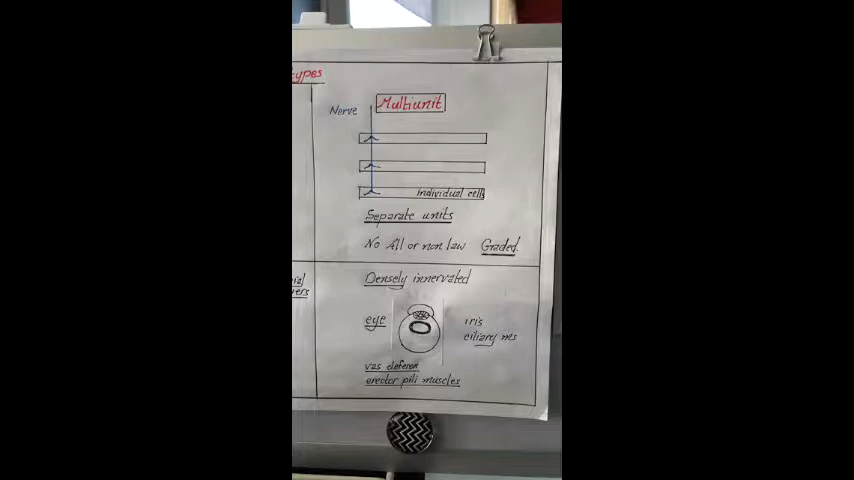 types
Multiunit
Nerve
individual cells
Separate units
No All or non law Graded.
Densely innervated
eye
iris
ciliary ms
vas deferen
erector pili muscles